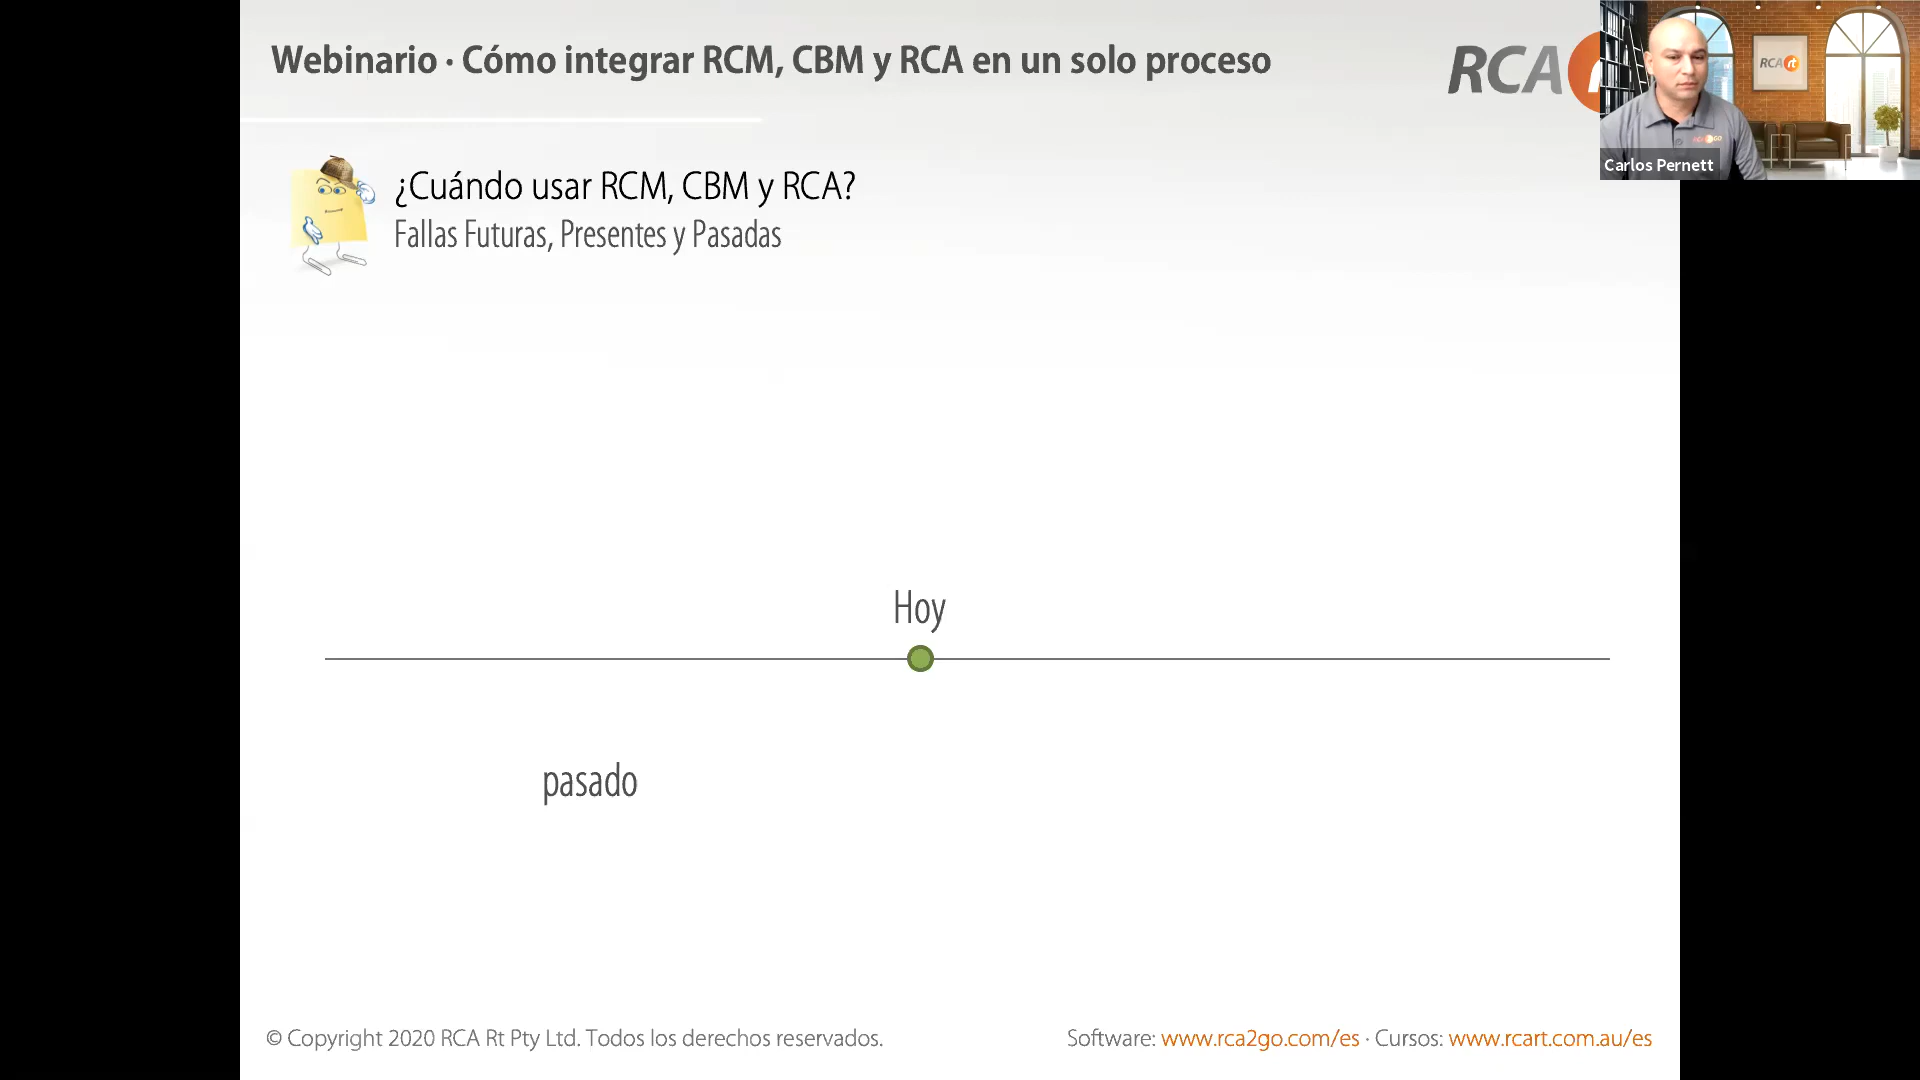 Webinario · Cómo integrar RCM, CBM y RCA en un solo proceso
RCA
RCA rt
Carlos Pernett
¿Cuándo usar RCM, CBM y RCA?
Fallas Futuras, Presentes y Pasadas
Hoy
pasado
© Copyright 2020 RCA Rt Pty Ltd. Todos los derechos reservados.
Software: www.rca2go.com/es · Cursos: www.rcart.com.au/es